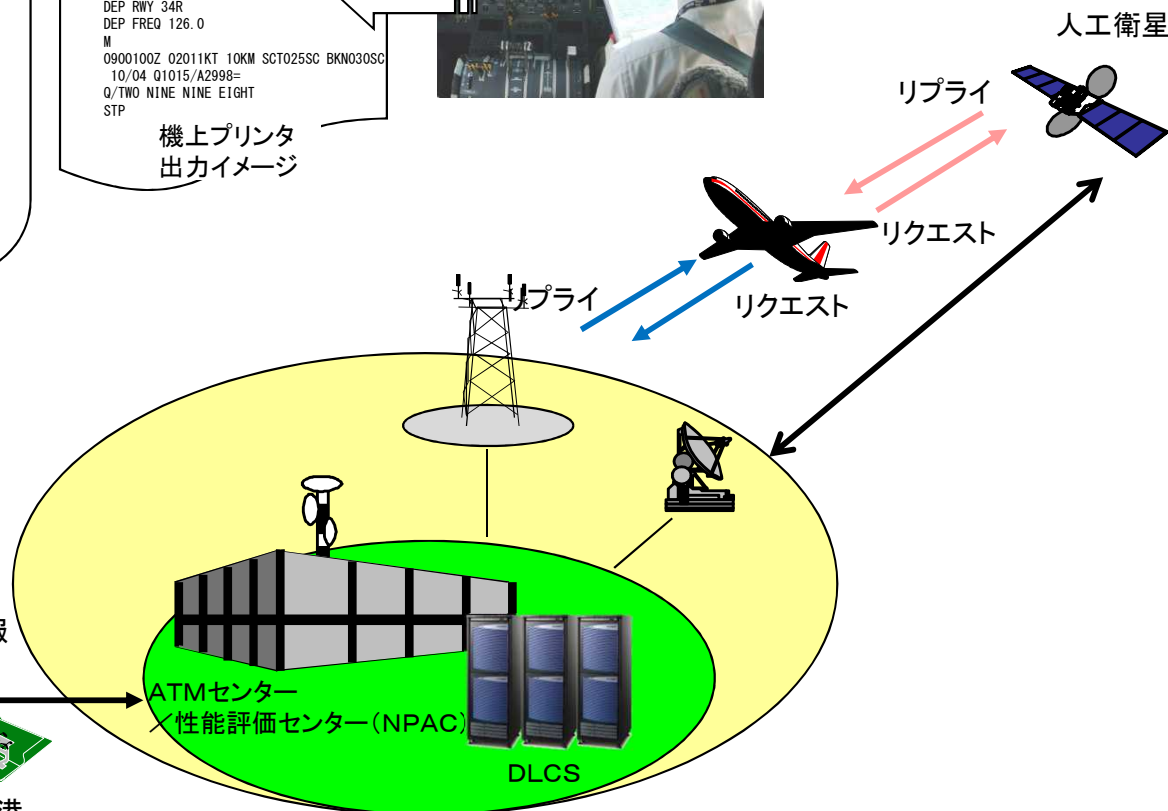 DEP RWY 34R
DEP FREQ 126.0
M
0900100Z 02011KT 10KM SCT025SC BKN030SC
10/04 Q1015/A2998=
Q/TWO NINE NINE EIGHT
STP
機上プリンタ
出力イメージ
人工衛星
リプライ
リクエスト
リプライ
リクエスト
報
ATMセンター
／性能評価センター（NPAC）
DLCS
港